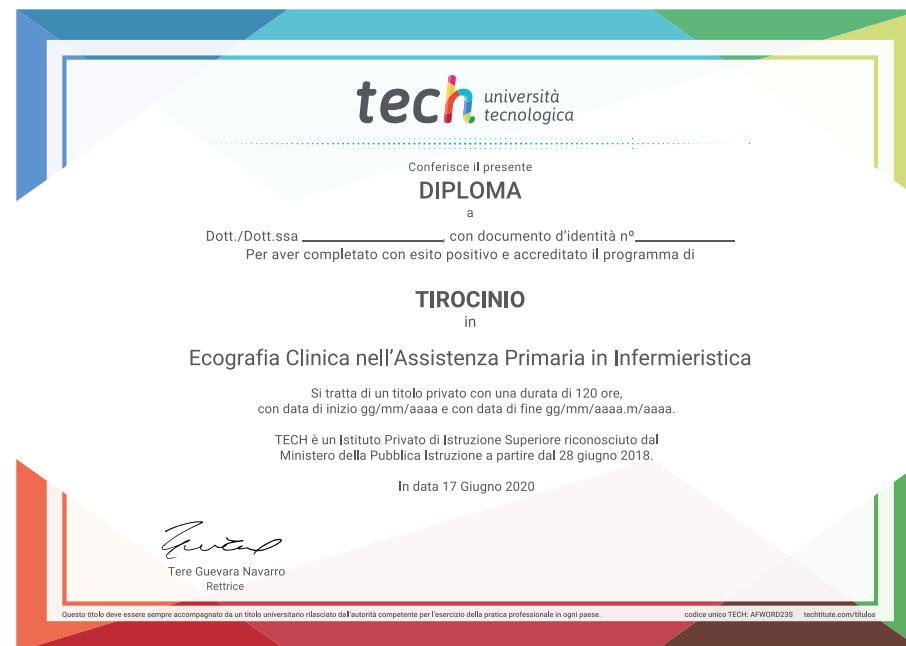 tech università
tecnologica
Conferisce il presente
DIPLOMA
a
Dott./Dott.ssa ____________________, con documento d'identità nº______________
Per aver completato con esito positivo e accreditato il programma di
TIROCINIO
in
Ecografia Clinica nell'Assistenza Primaria in Infermieristica
Si tratta di un titolo privato con una durata di 120 ore,
con data di inizio gg/mm/aaaa e con data di fine gg/mm/aaaa.m/aaaa.
TECH è un Istituto Privato di Istruzione Superiore riconosciuto dal
Ministero della Pubblica Istruzione a partire dal 28 giugno 2018.
In data 17 Giugno 2020
Tere Guevara Navarro
Rettrice
Questo titolo deve essere sempre accompagnato da un titolo universitario rilasciato dall'autorità competente per l'esercizio della pratica professionale in ogni paese. codice unico TECH: AFWORD23S techtitute.com/títulos